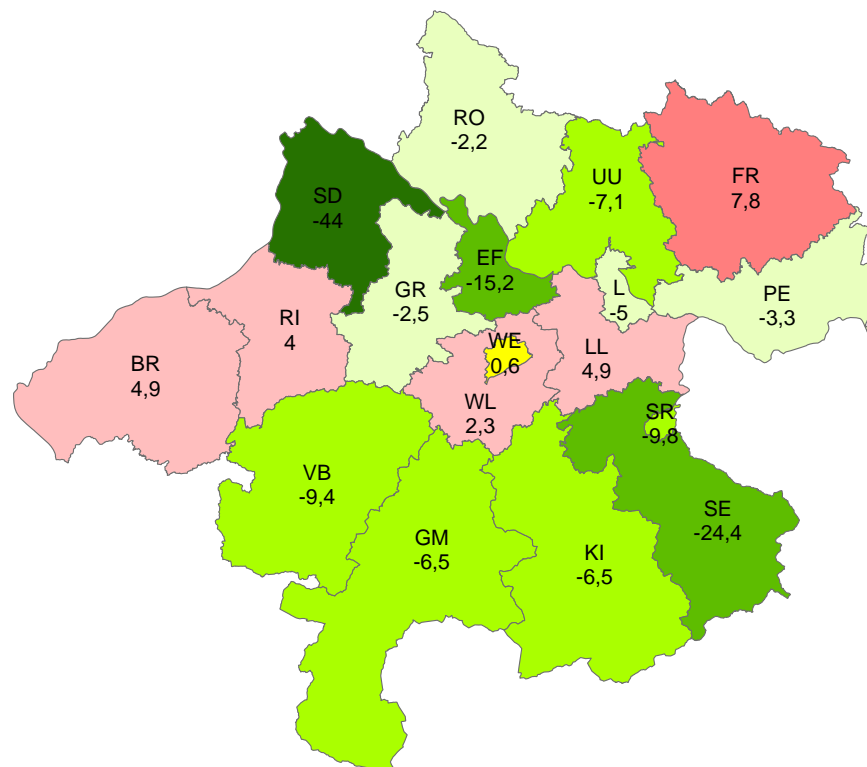 RO
-2,2
UU
-7,1
FR
7,8
SD
-44
EF
-15,2
GR
-2,5
L
-5
PE
-3,3
RI
4
BR
4,9
WE
0,6
LL
4,9
WL
2,3
SR
-9,8
VB
-9,4
SE
-24,4
GM
-6,5
KI
-6,5